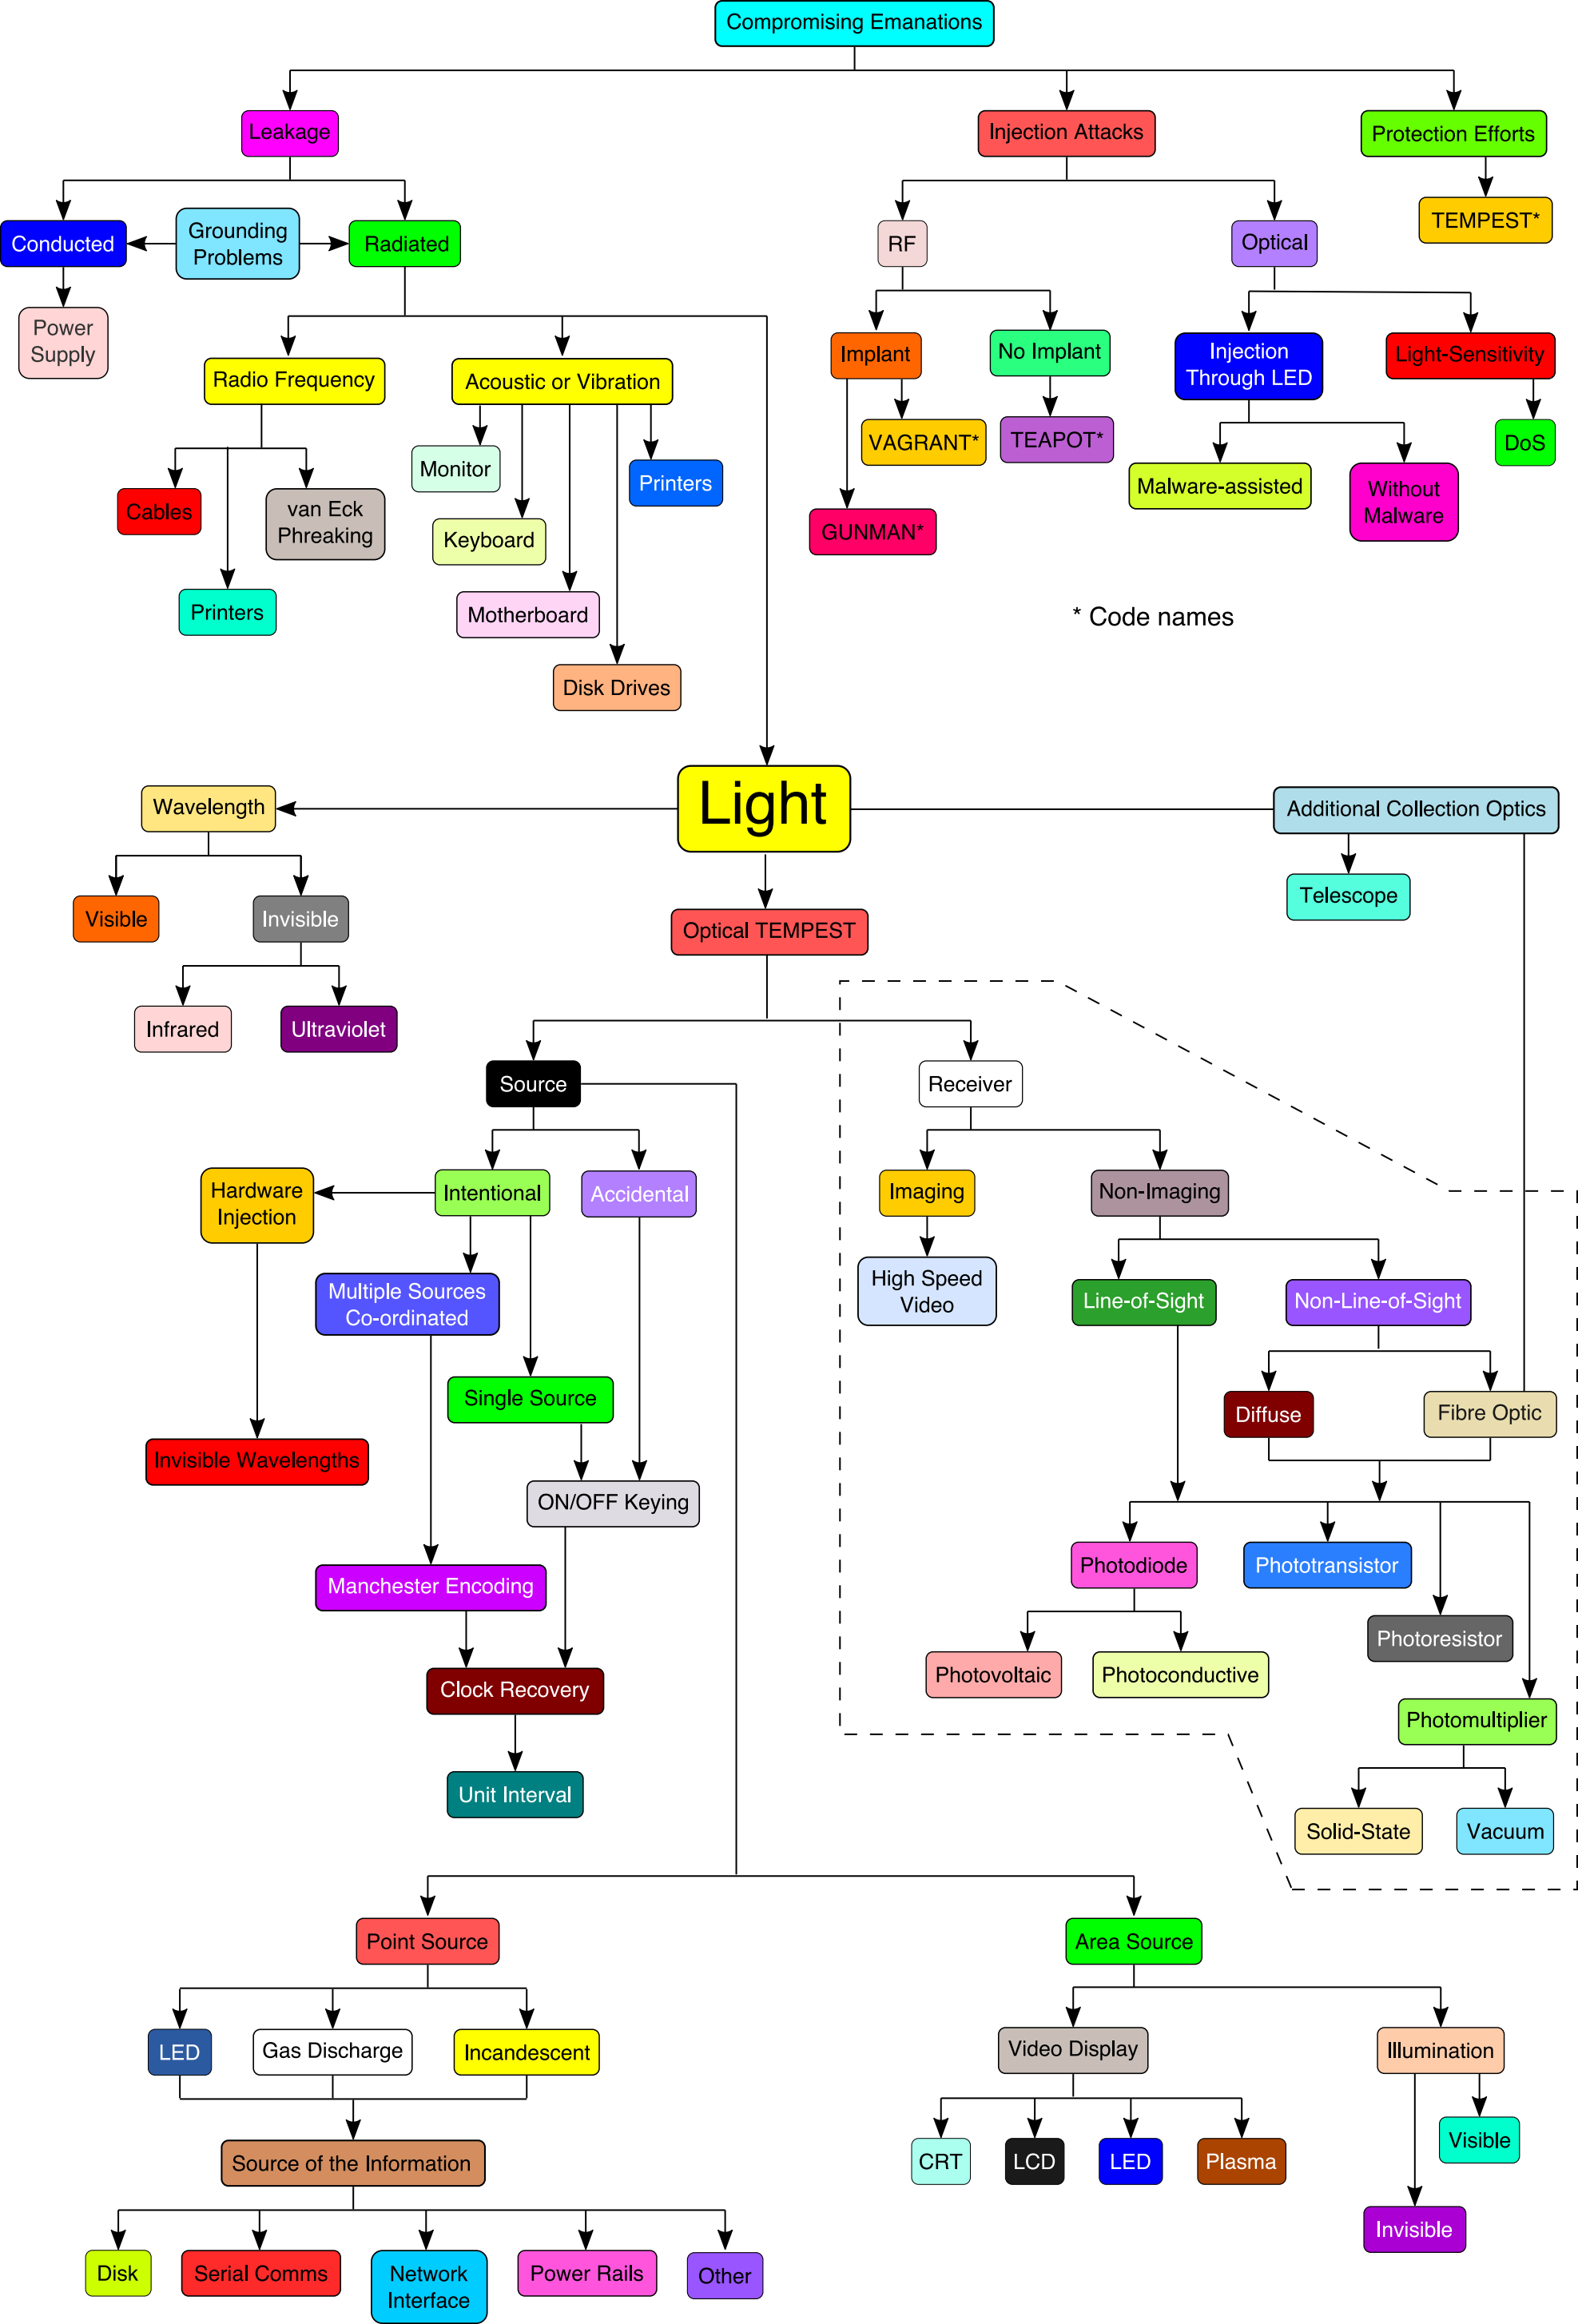 Compromising Emanations
Leakage
Injection Attacks
Protection Efforts
Conducted
Grounding
Problems
Radiated
RF
Optical
TEMPEST*
Power
Supply
Radio Frequency
Acoustic or Vibration
Implant
No Implant
Injection
Through LED
Light-Sensitivity
Monitor
Printers
VAGRANT*
TEAPOT*
DoS
Cables
van Eck
Phreaking
Keyboard
GUNMAN*
Malware-assisted
Without
Malware
Printers
Motherboard
* Code names
Disk Drives
Wavelength
Light
Additional Collection Optics
Visible
Invisible
Optical TEMPEST
Telescope
Infrared
Ultraviolet
Source
Receiver
Hardware
Injection
Intentional
Accidental
Imaging
Non-Imaging
Multiple Sources
Co-ordinated
High Speed
Video
Line-of-Sight
Non-Line-of-Sight
Single Source
Diffuse
Fibre Optic
Invisible Wavelengths
ON/OFF Keying
Manchester Encoding
Photodiode
Phototransistor
Photoresistor
Clock Recovery
Photovoltaic
Photoconductive
Photomultiplier
Unit Interval
Solid-State
Vacuum
Point Source
Area Source
LED
Gas Discharge
Incandescent
Video Display
Illumination
Source of the Information
CRT
LCD
LED
Plasma
Visible
Invisible
Disk
Serial Comms
Network
Interface
Power Rails
Other